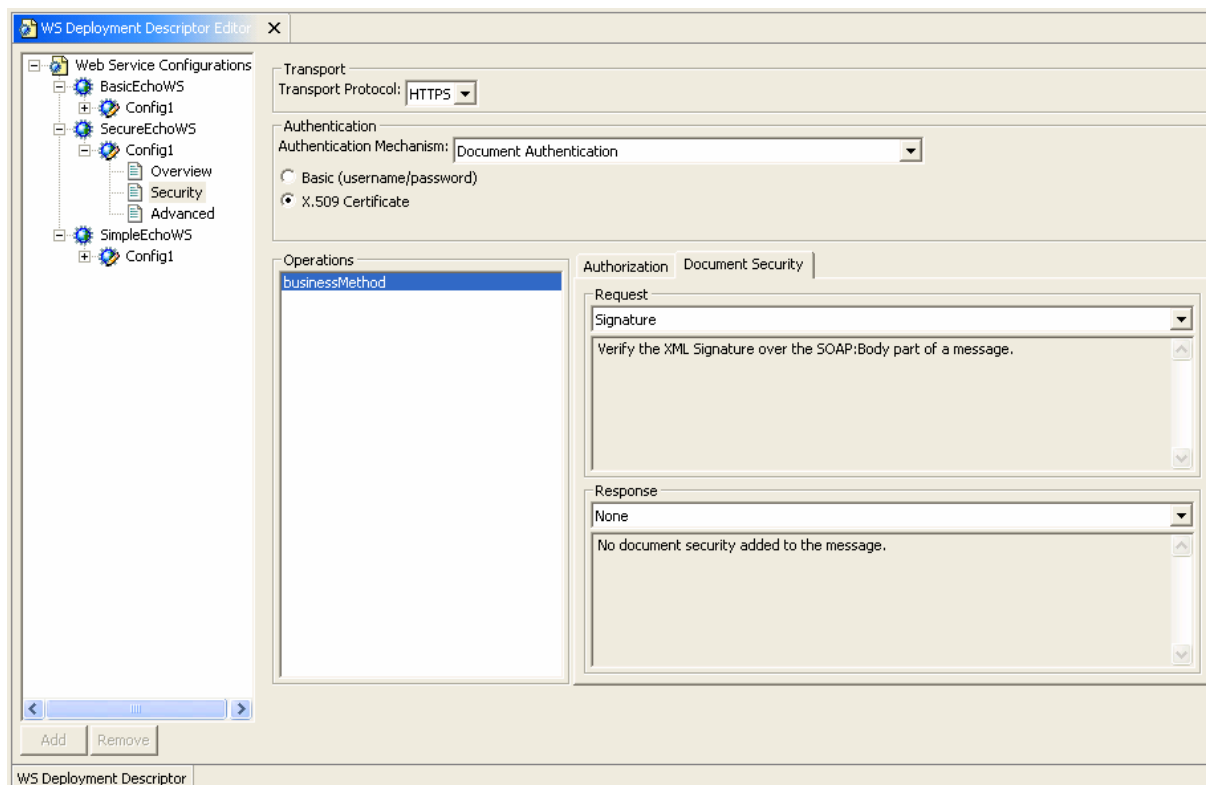 WS Deployment Descriptor Editor
Web Service Configurations
BasicEchoWS
Config1
SecureEchoWS
Config1
Overview
Security
Advanced
SimpleEchoWS
Config1
Add Remove
Transport
Transport Protocol: HTTPS
Authentication
Authentication Mechanism: Document Authentication
Basic (username/password)
X.509 Certificate
Operations
businessMethod
Authorization Document Security
Request
Signature
Verify the XML Signature over the SOAP:Body part of a message.
Response
None
No document security added to the message.
WS Deployment Descriptor